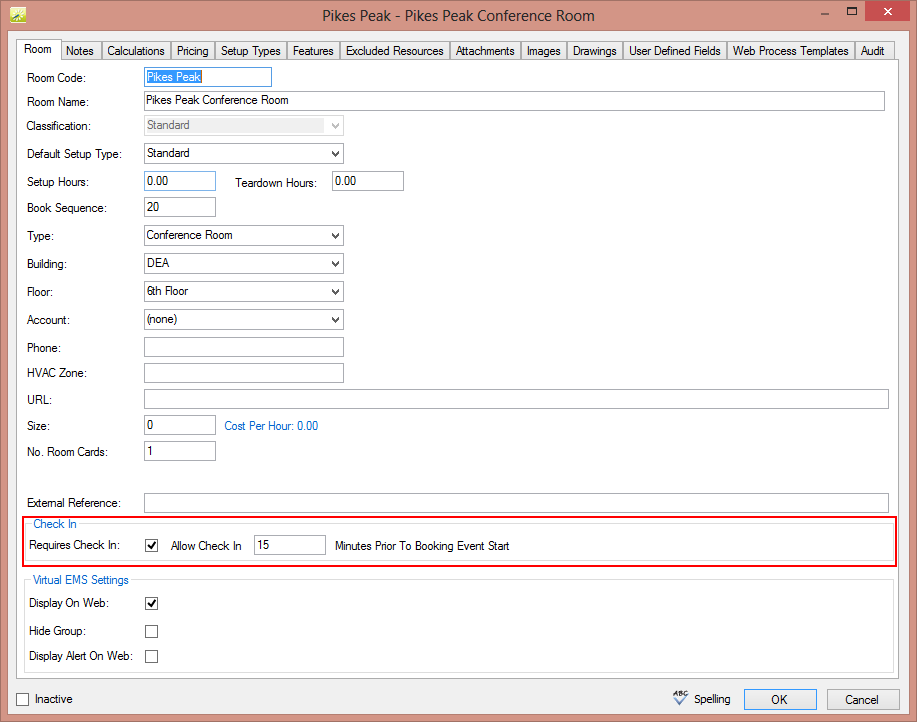 Pikes Peak - Pikes Peak Conference Room
Room Notes Calculations Pricing Setup Types Features Excluded Resources Attachments Images Drawings User Defined Fields Web Process Templates Audit
Room Code: Pikes Peak
Room Name: Pikes Peak Conference Room
Classification: Standard
Default Setup Type: Standard
Setup Hours: 0.00 Teardown Hours: 0.00
Book Sequence: 20
Type: Conference Room
Building: DEA
Floor: 6th Floor
Account: (none)
Phone:
HVAC Zone:
URL:
Size: 0 Cost Per Hour: 0.00
No. Room Cards: 1
External Reference:
Check In
Requires Check In: Allow Check In 15 Minutes Prior To Booking Event Start
Virtual EMS Settings
Display On Web:
Hide Group:
Display Alert On Web:
Inactive ABC Spelling OK Cancel